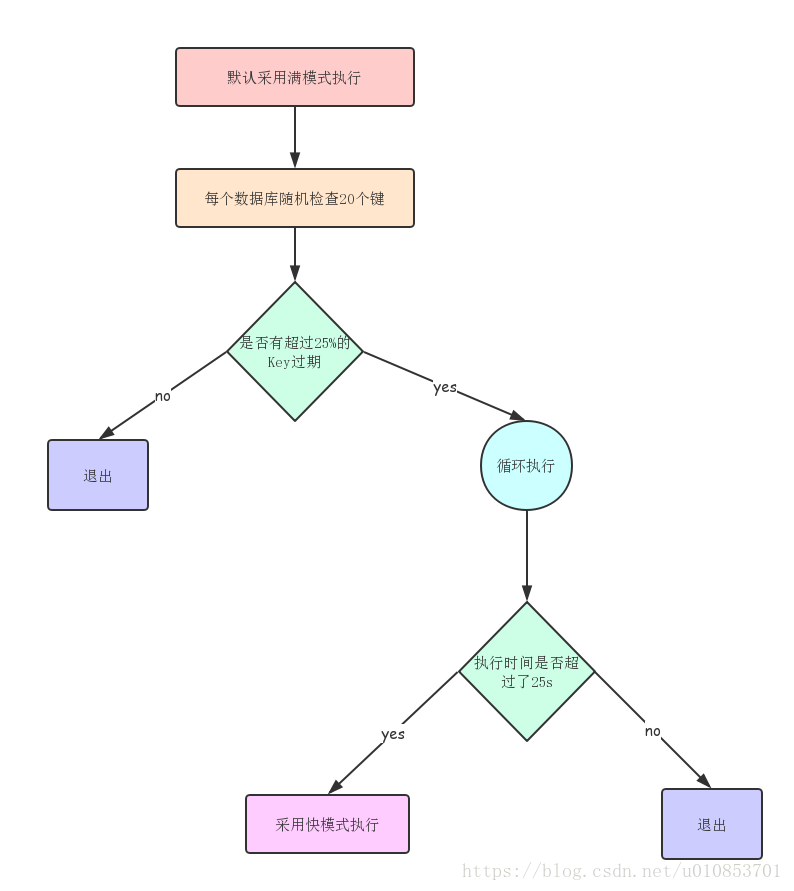 默认采用满模式执行
每个数据库随机检查20个键
是否有超过25%的
Key过期
no
yes
退出
循环执行
执行时间是否超
过了25s
yes
no
采用快模式执行
退出
https://blog.csdn.net/u010853701